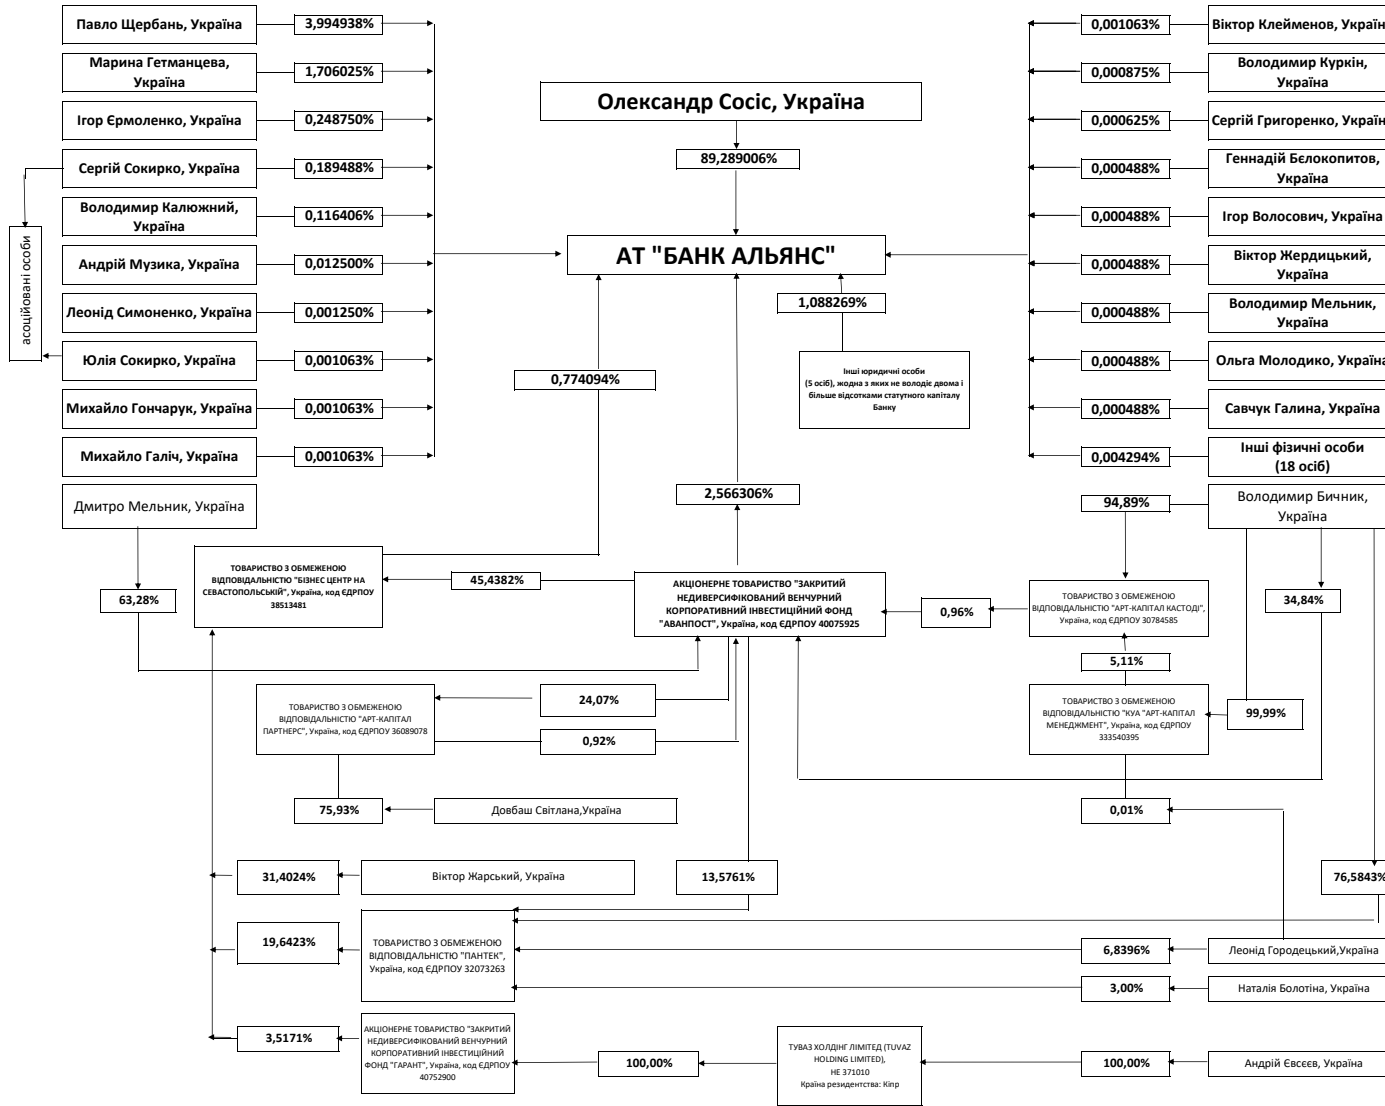 Павло Щербань, Україна
3,994938%
Марина Гетманцева,
Україна
1,706025%
Ігор Єрмоленко, Україна
0,248750%
Сергій Сокирко, Україна
0,189488%
Володимир Калюжний,
Україна
0,116406%
Андрій Музика, Україна
0,012500%
Леонід Симоненко, Україна
0,001250%
Юлія Сокирко, Україна
0,001063%
Михайло Гончарук, Україна
0,001063%
Михайло Галіч, Україна
0,001063%
асоційовані особи
Олександр Сосіс, Україна
89,289006%
АТ "БАНК АЛЬЯНС"
1,088269%
Інші юридичні особи
(5 осіб), жодна з яких не володіє двома і
більше відсотками статутного капіталу
Банку
0,774094%
2,566306%
0,001063%
Віктор Клейменов, Україн
0,000875%
Володимир Куркін,
Україна
0,000625%
Сергій Григоренко, Україн
0,000488%
Геннадій Бєлокопитов,
Україна
0,000488%
Ігор Волосович, Україна
0,000488%
Віктор Жердицький,
Україна
0,000488%
Володимир Мельник,
Україна
0,000488%
Ольга Молодико, Україна
0,000488%
Савчук Галина, Україна
0,004294%
Інші фізичні особи
(18 осіб)
Дмитро Мельник, Україна
63,28%
94,89%
Володимир Бичник,
Україна
ТОВАРИСТВО З ОБМЕЖЕНОЮ
ВІДПОВІДАЛЬНІСТЮ "БІЗНЕС ЦЕНТР НА
СЕВАСТОПОЛЬСЬКІЙ", Україна, код ЄДРПОУ
38513481
45,4382%
АКЦІОНЕРНЕ ТОВАРИСТВО "ЗАКРИТИЙ
НЕДИВЕРСИФІКОВАНИЙ ВЕНЧУРНИЙ
КОРПОРАТИВНИЙ ІНВЕСТИЦІЙНИЙ ФОНД
"АВАНПОСТ", Україна, код ЄДРПОУ 40075925
0,96%
ТОВАРИСТВО З ОБМЕЖЕНОЮ
ВІДПОВІДАЛЬНІСТЮ "АРТ-КАПІТАЛ КАСТОДІ",
Україна, код ЄДРПОУ 30784585
34,84%
5,11%
ТОВАРИСТВО З ОБМЕЖЕНОЮ
ВІДПОВІДАЛЬНІСТЮ "АРТ-КАПІТАЛ
ПАРТНЕРС", Україна, код ЄДРПОУ 36089078
24,07%
0,92%
ТОВАРИСТВО З ОБМЕЖЕНОЮ
ВІДПОВІДАЛЬНІСТЮ "КУА "АРТ-КАПІТАЛ
МЕНЕДЖМЕНТ", Україна, код ЄДРПОУ
333540395
99,99%
75,93%
Довбаш Світлана,Україна
0,01%
31,4024%
Віктор Жарський, Україна
13,5761%
76,5843%
19,6423%
ТОВАРИСТВО З ОБМЕЖЕНОЮ
ВІДПОВІДАЛЬНІСТЮ "ПАНТЕК",
Україна, код ЄДРПОУ 32073263
6,8396%
Леонід Городецький,Україна
3,00%
Наталія Болотіна, Україна
3,5171%
АКЦІОНЕРНЕ ТОВАРИСТВО "ЗАКРИТИЙ
НЕДИВЕРСИФІКОВАНИЙ ВЕНЧУРНИЙ
КОРПОРАТИВНИЙ ІНВЕСТИЦІЙНИЙ
ФОНД "ГАРАНТ", Україна, код ЄДРПОУ
40752900
100,00%
ТУВАЗ ХОЛДІНГ ЛІМІТЕД (TUVAZ
HOLDING LIMITED),
НЕ 371010
Країна резидентства: Кіпр
100,00%
Андрій Євсєєв, Україна